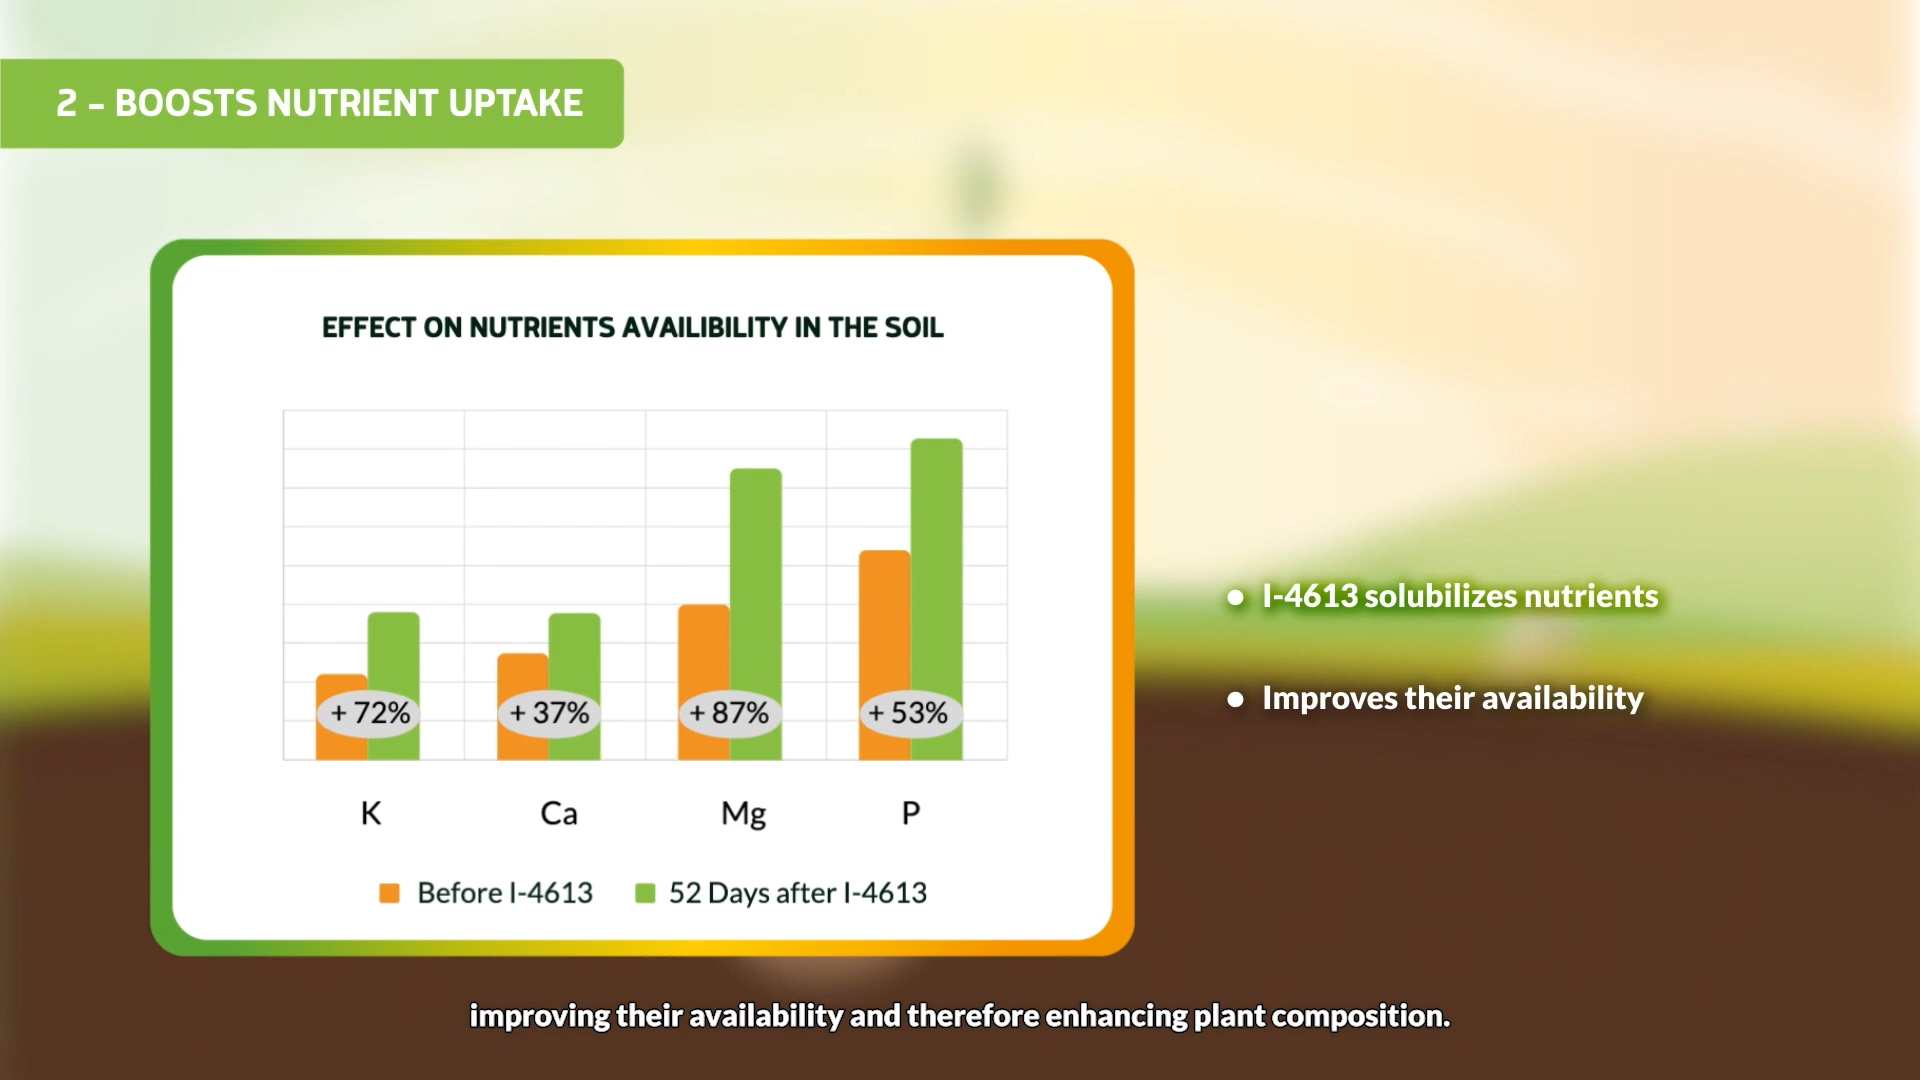 2 - BOOSTS NUTRIENT UPTAKE
EFFECT ON NUTRIENTS AVAILIBILITY IN THE SOIL
+ 72%
+ 37%
+ 87%
+ 53%
K
Ca
Mg
P
Before I-4613
52 Days after I-4613
• I-4613 solubilizes nutrients
• Improves their availability
improving their availability and therefore enhancing plant composition.